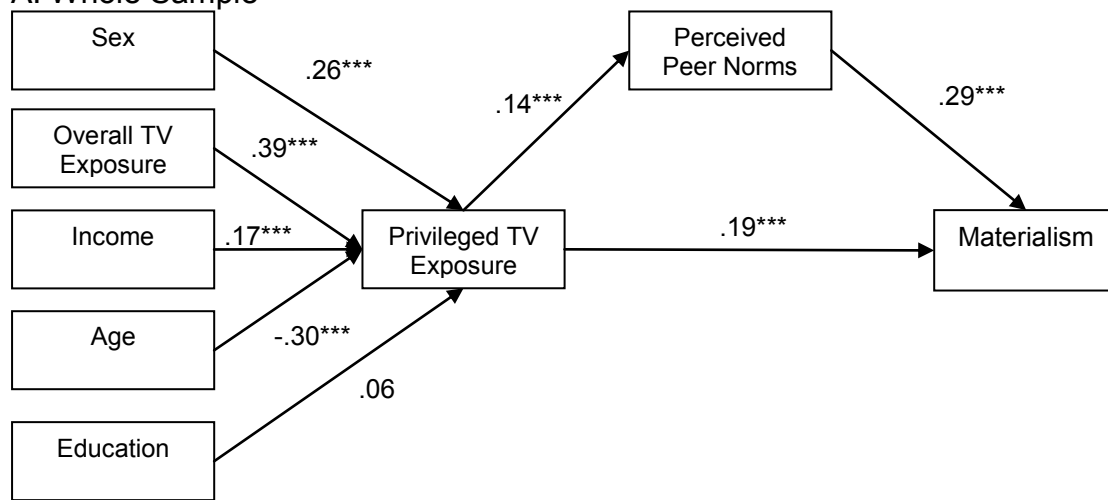 A. Whole Sample
Sex
Perceived
Peer Norms
.26***
.14***
.29***
Overall TV
Exposure
.39***
Income
.17***
Privileged TV
Exposure
.19***
Materialism
Age
-.30***
.06
Education